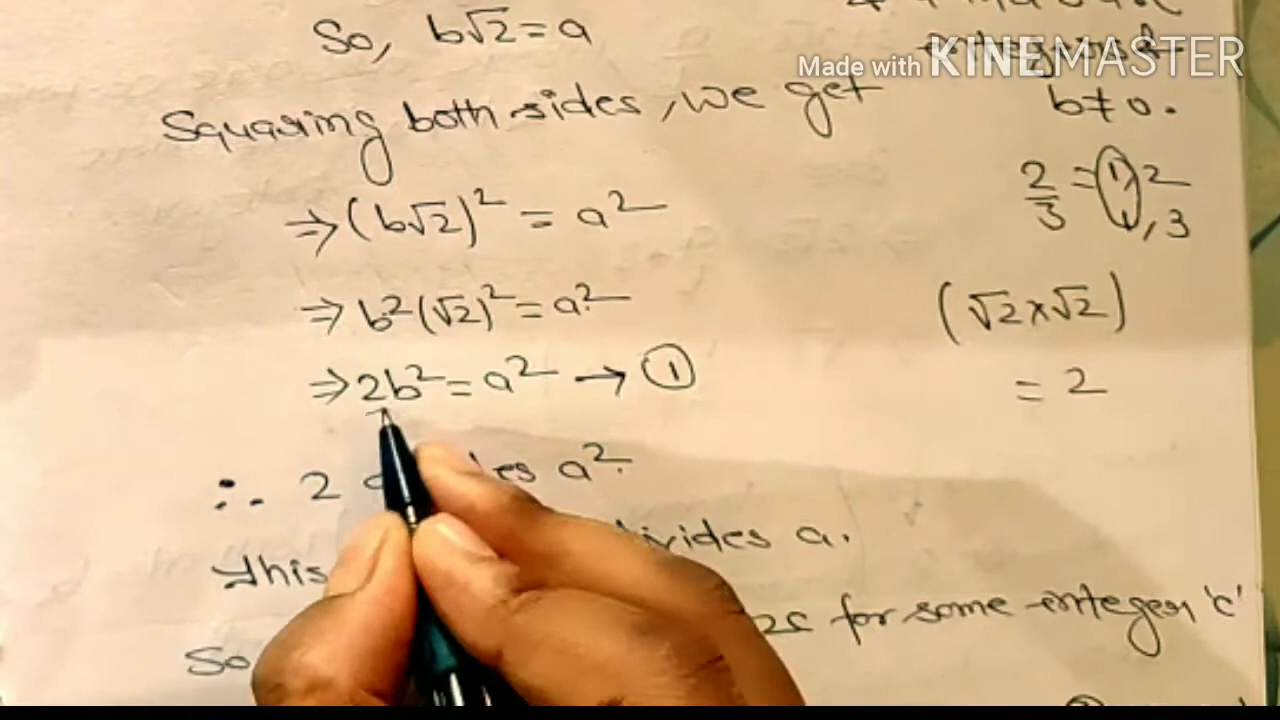 So, b√2 = a
Made with KINEMASTER
integers &
b ≠ 0.
Squaring both sides, we get
2/3 = 1, 2
1, 3
⇒ (b√2)² = a²
⇒ b²(√2)² = a²
(√2×√2)
⇒ 2b² = a² → ①
= 2
∴ 2 a².
This a.
So for some integer 'c'